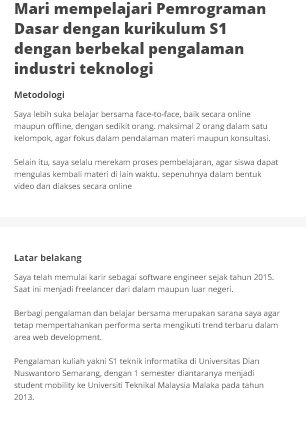 Mari mempelajari Pemrograman
Dasar dengan kurikulum S1
dengan berbekal pengalaman
industri teknologi
Metodologi
Saya lebih suka belajar bersama face-to-face, baik secara online
maupun offline, dengan sedikit orang. maksimal 2 orang dalam satu
kelompok, agar fokus dalam pendalaman materi maupun konsultasi.
Selain itu, saya selalu merekam proses pembelajaran, agar siswa dapat
mengulas kembali materi di lain waktu. sepenuhnya dalam bentuk
video dan diakses secara online
Latar belakang
Saya telah memulai karir sebagai software engineer sejak tahun 2015.
Saat ini menjadi freelancer dari dalam maupun luar negeri.
Berbagi pengalaman dan belajar bersama merupakan sarana saya agar
tetap mempertahankan performa serta mengikuti trend terbaru dalam
area web development.
Pengalaman kuliah yakni S1 teknik informatika di Universitas Dian
Nuswantoro Semarang, dengan 1 semester diantaranya menjadi
student mobility ke Universiti Teknikal Malaysia Malaka pada tahun
2013.